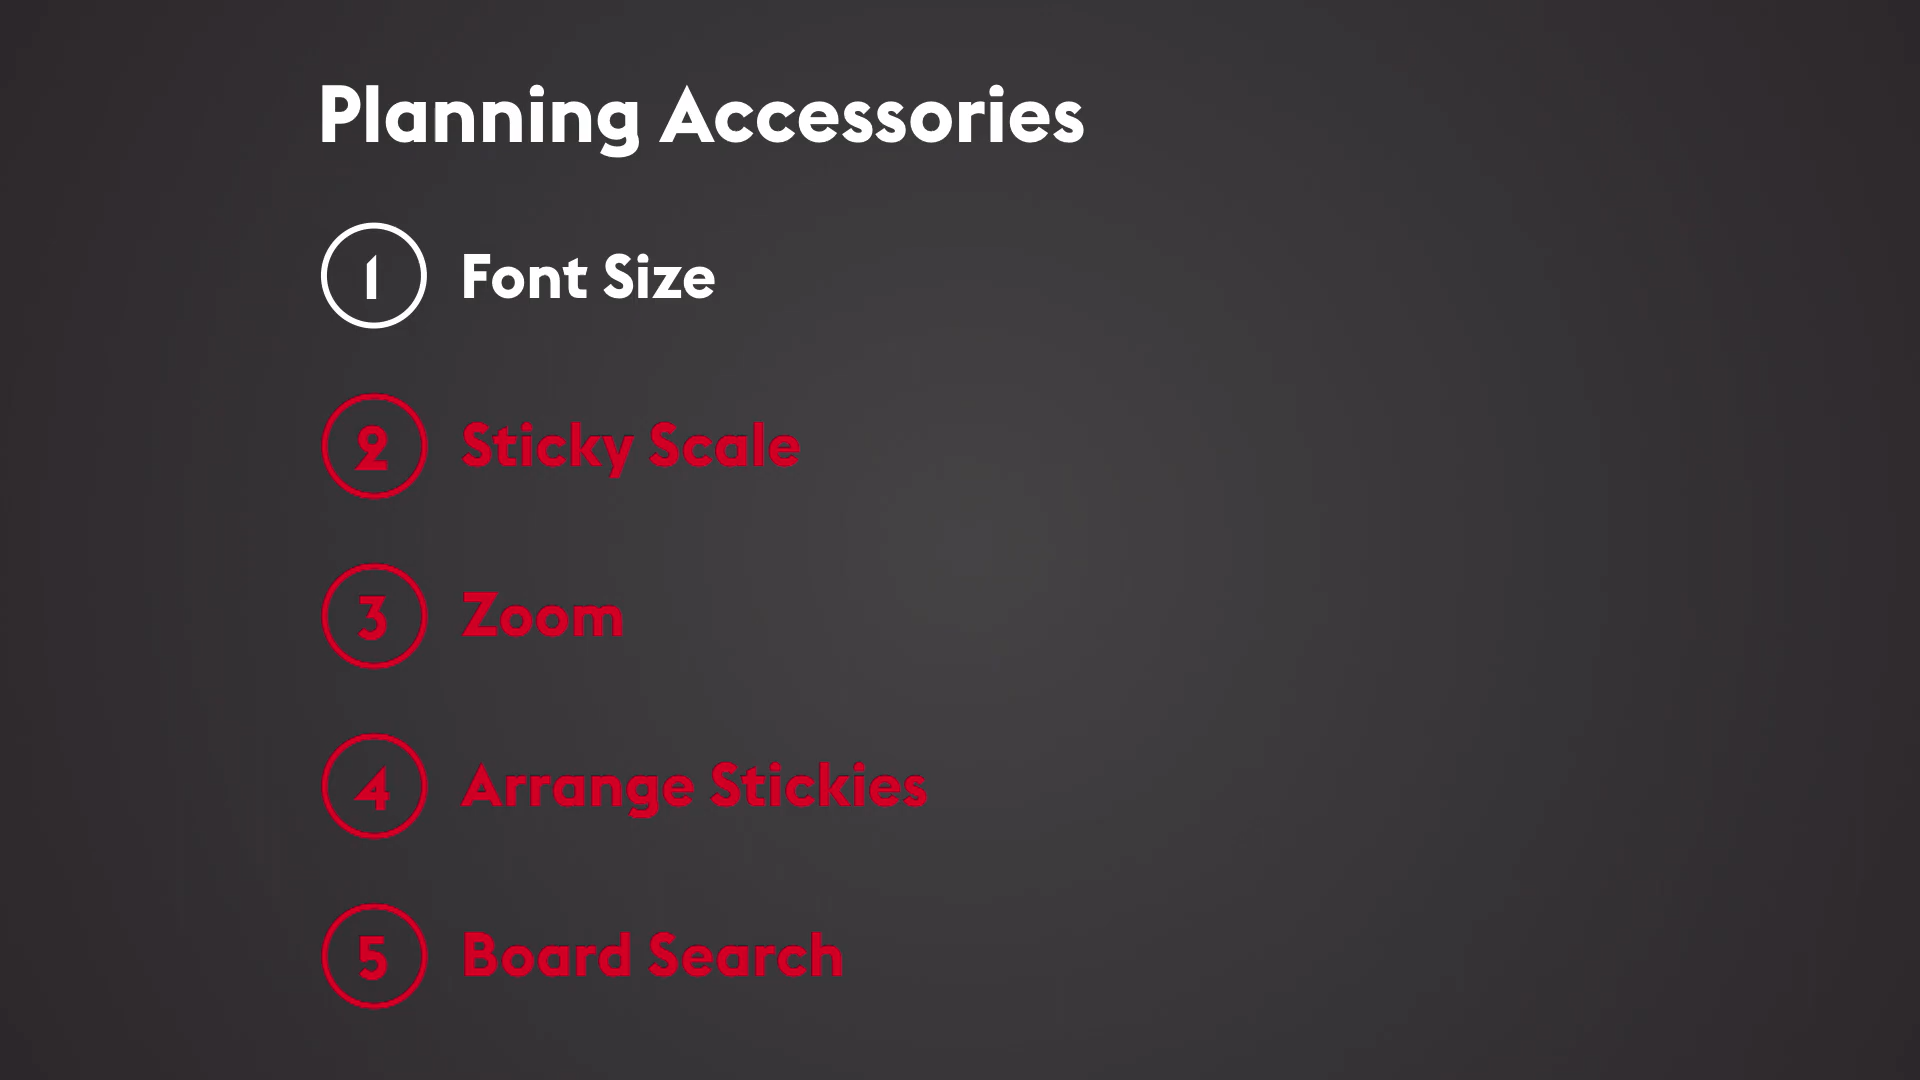 Planning Accessories
1 Font Size
2 Sticky Scale
3 Zoom
4 Arrange Stickies
5 Board Search